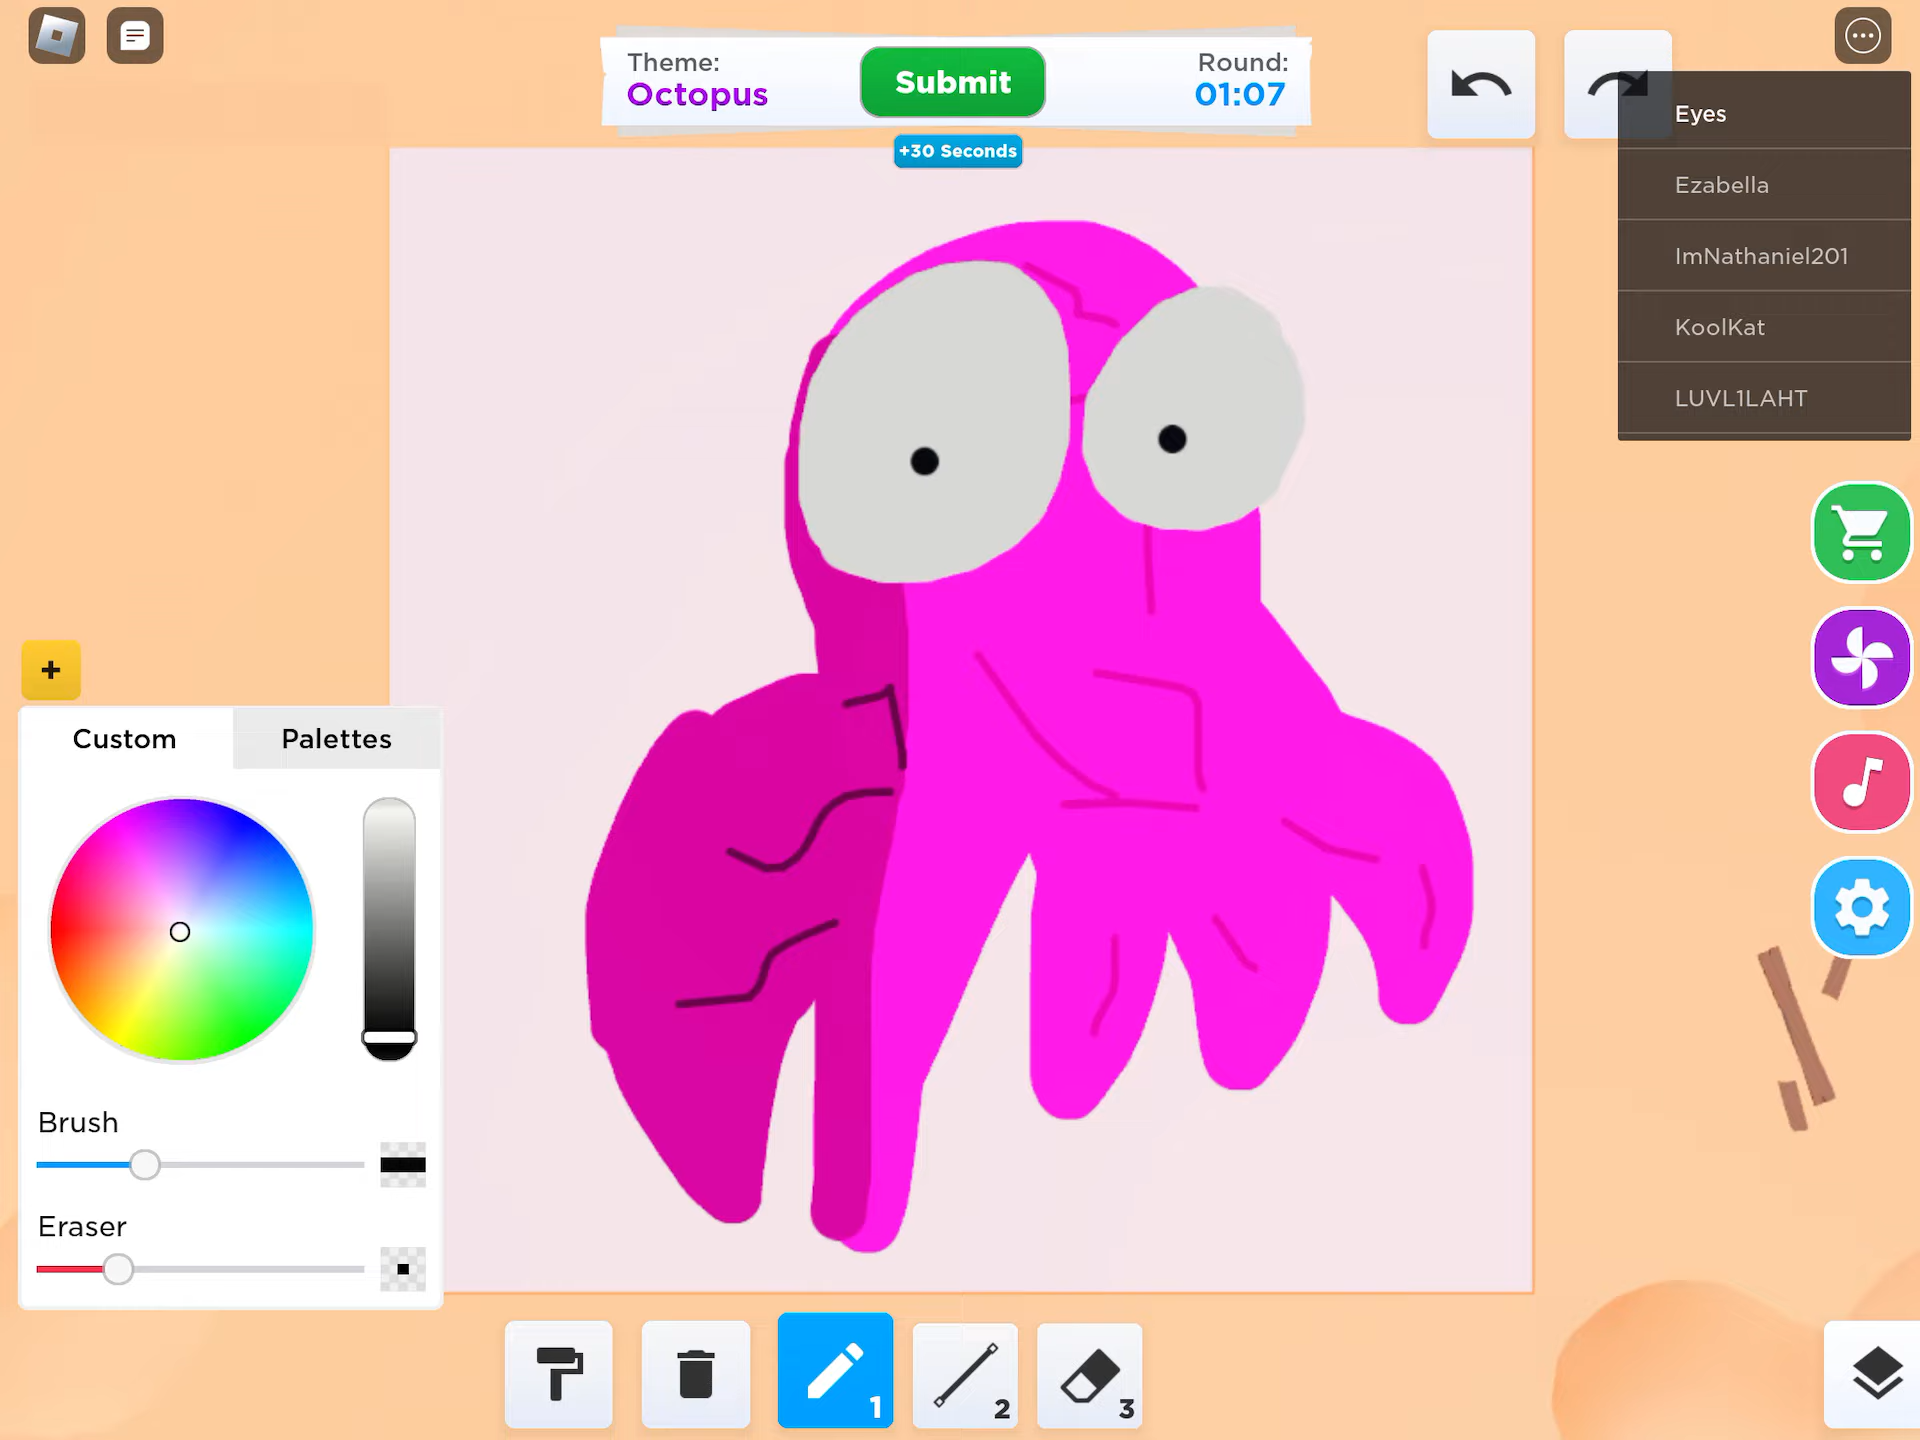 Theme:
Octopus
Submit
Round:
01:07
+30 Seconds
Eyes
Ezabella
ImNathaniel201
KoolKat
LUVL1LAHT
+
Custom
Palettes
Brush
Eraser
1
2
3